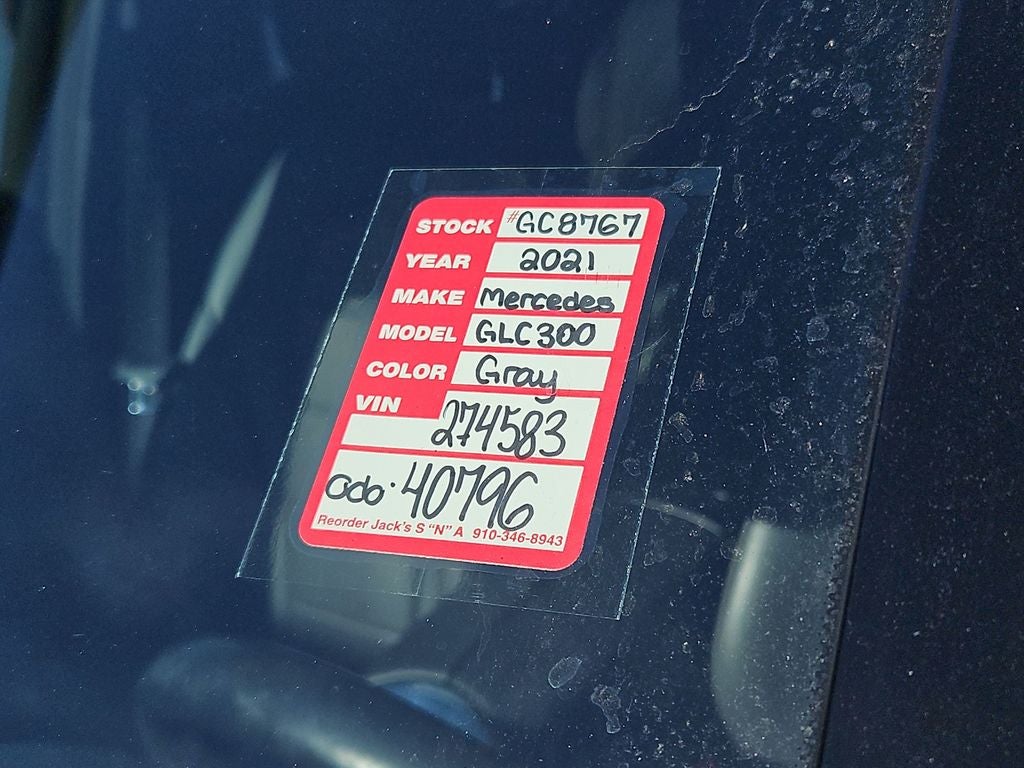 STOCK #GC8767
YEAR 2021
MAKE Mercedes
MODEL GLC300
COLOR Gray
VIN 274583
Odo. 40796
Reorder Jack's S "N" A 910-346-8943